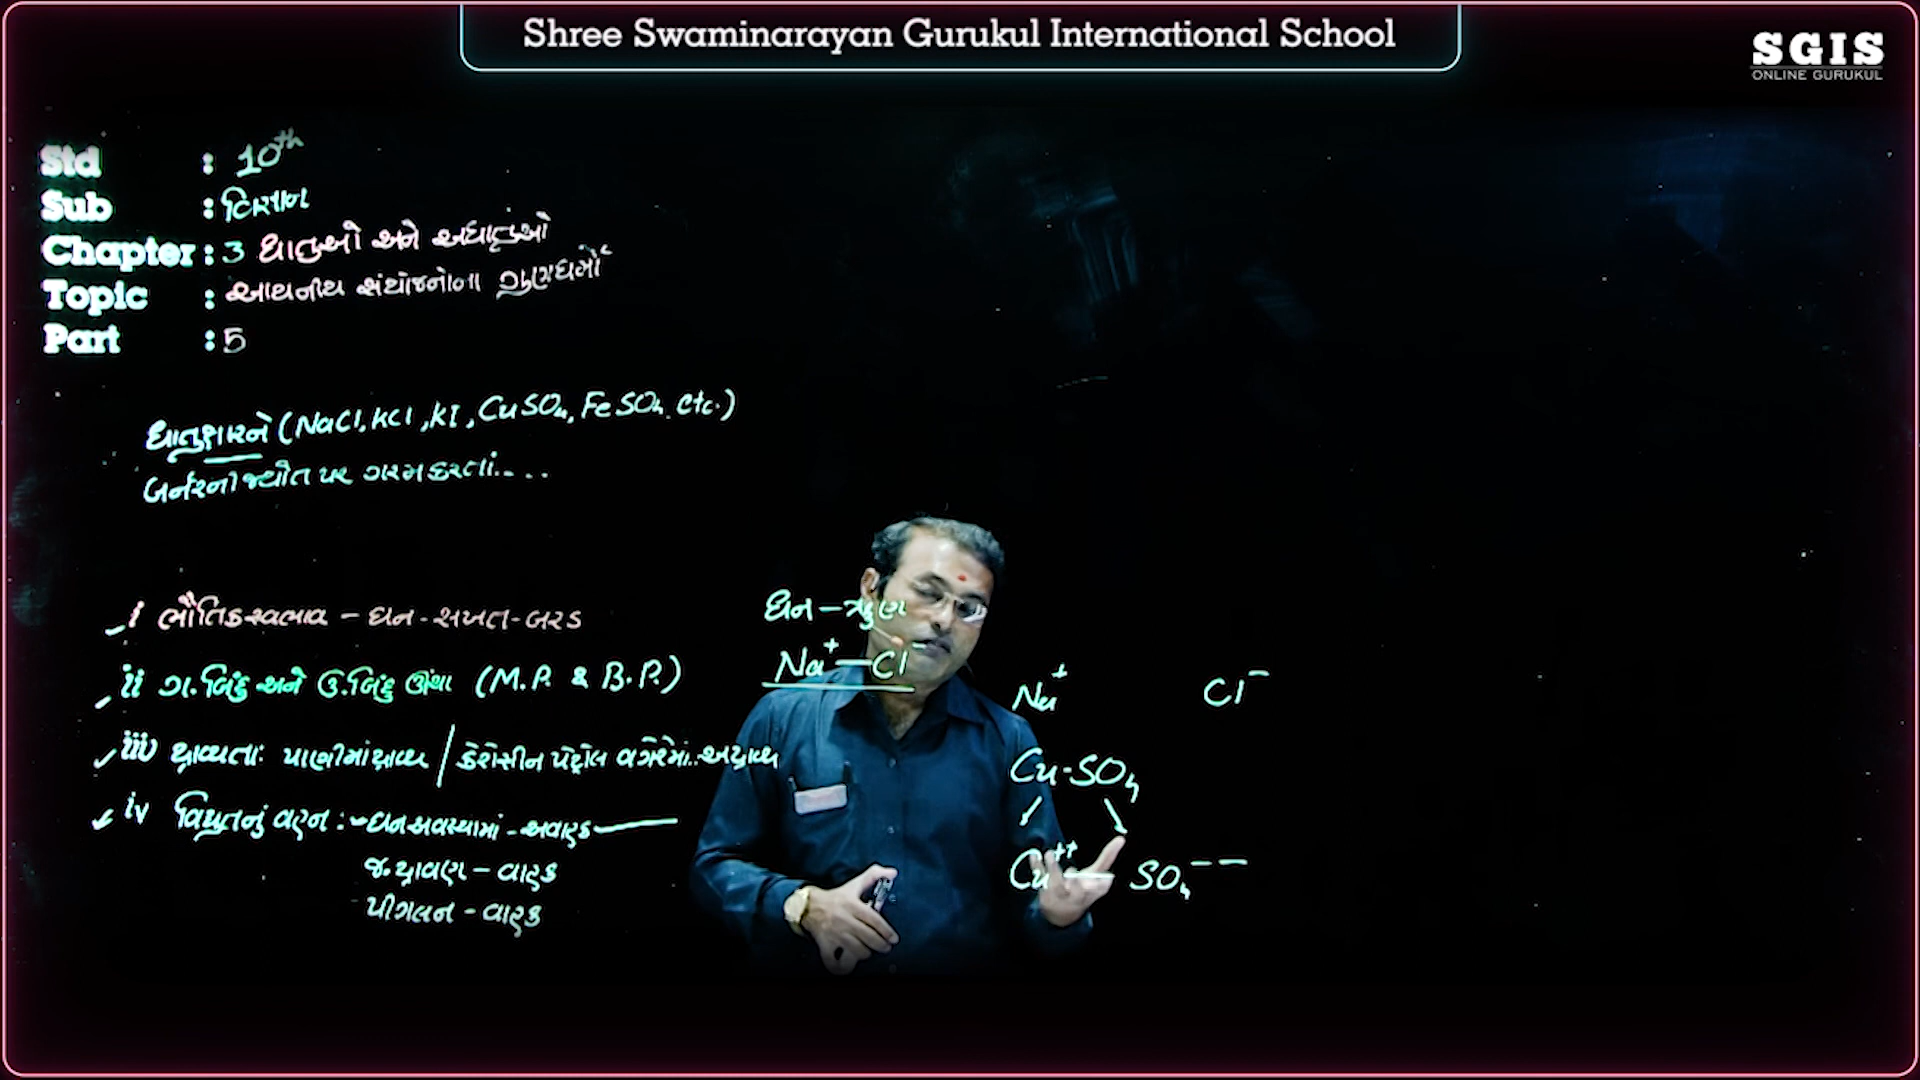 Shree Swaminarayan Gurukul International School
SGIS
ONLINE GURUKUL
Std : 10th
Sub : વિજ્ઞાન
Chapter : 3 ધાતુઓ અને અધાતુઓ
Topic : આયનીય સંયોજનોના ગુણધર્મો
Part : 5
ધાતુક્ષારને (NaCl, KCl, KI, CuSO4, FeSO4 etc.)
બર્નરની જ્યોત પર ગરમ કરતાં....
i ભૌતિક સ્વભાવ - ઘન - સખત - બરડ
ii ગ.બિંદુ અને ઉ.બિંદુ ઊંચા (M.P. & B.P.)
iii દ્રાવ્યતા: પાણીમાં દ્રાવ્ય / કેરોસીન પેટ્રોલ વગેરેમાં.. અદ્રાવ્ય
iv વિદ્યુતનું વહન : - ઘન અવસ્થામાં - અવાહક
જ. દ્રાવણ - વાહક
પીગલન - વાહક
ધન - ઋણ
Na+ — Cl-
Na+ Cl-
Cu-SO4
Cu++ — SO4--